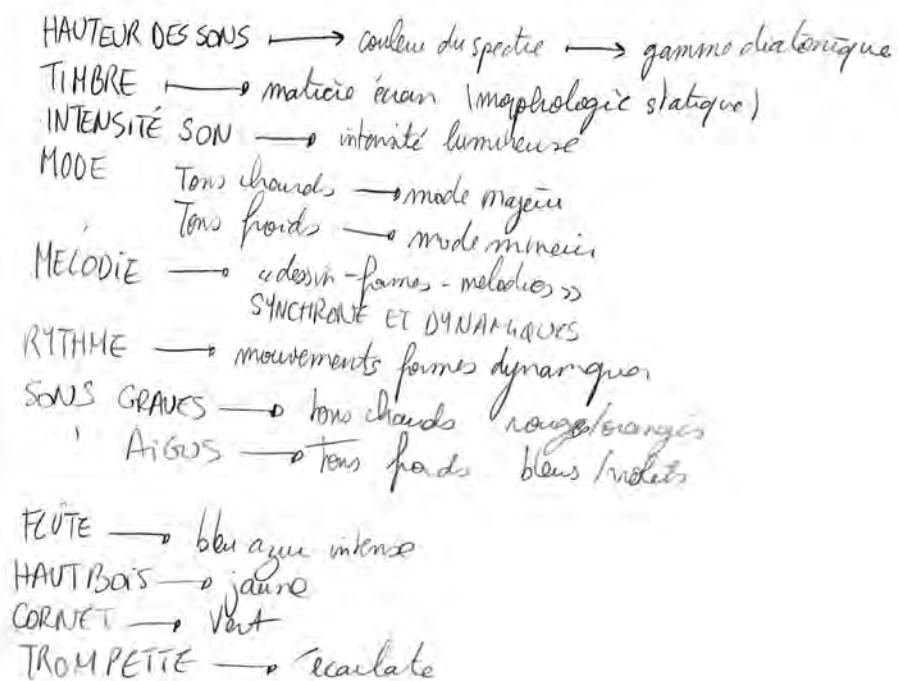 HAUTEUR DES SONS → couleur du spectre → gamme diatonique
TIMBRE → matière écran (morphologie statique)
INTENSITÉ SON → intensité lumineuse
MODE
Tons chauds → mode majeur
Tons froids → mode mineur
MELODIE → «dessin-formes-melodies»
SYNCHRONE ET DYNAMIQUES
RYTHME → mouvements formes dynamiques
SONS GRAVES → tons chauds rouges/orangés
AIGUS → Tons froids bleus/violets
FLÛTE → bleu azur intense
HAUTBOIS → jaune
CORNET → Vert
TROMPETTE → écarlate